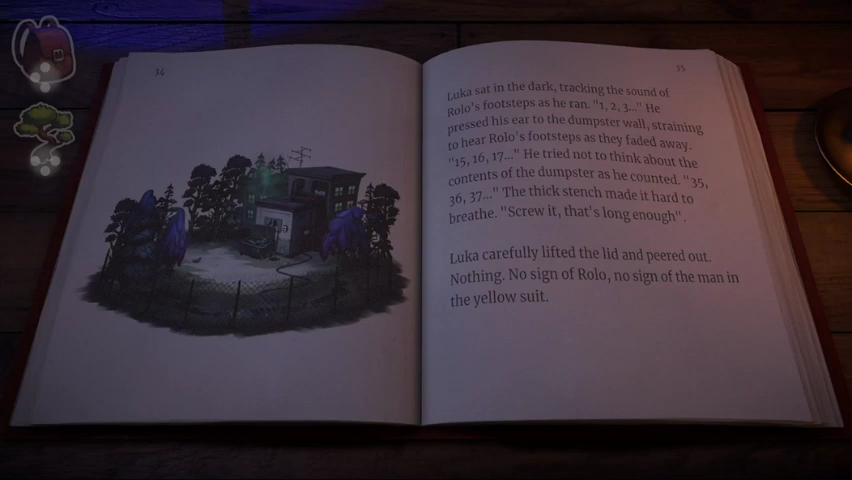 34
35
Luka sat in the dark, tracking the sound of
Rolo's footsteps as he ran. "1, 2, 3..." He
pressed his ear to the dumpster wall, straining
to hear Rolo's footsteps as they faded away.
"15, 16, 17..." He tried not to think about the
contents of the dumpster as he counted. "35,
36, 37..." The thick stench made it hard to
breathe. "Screw it, that's long enough".
Luka carefully lifted the lid and peered out.
Nothing. No sign of Rolo, no sign of the man in
the yellow suit.